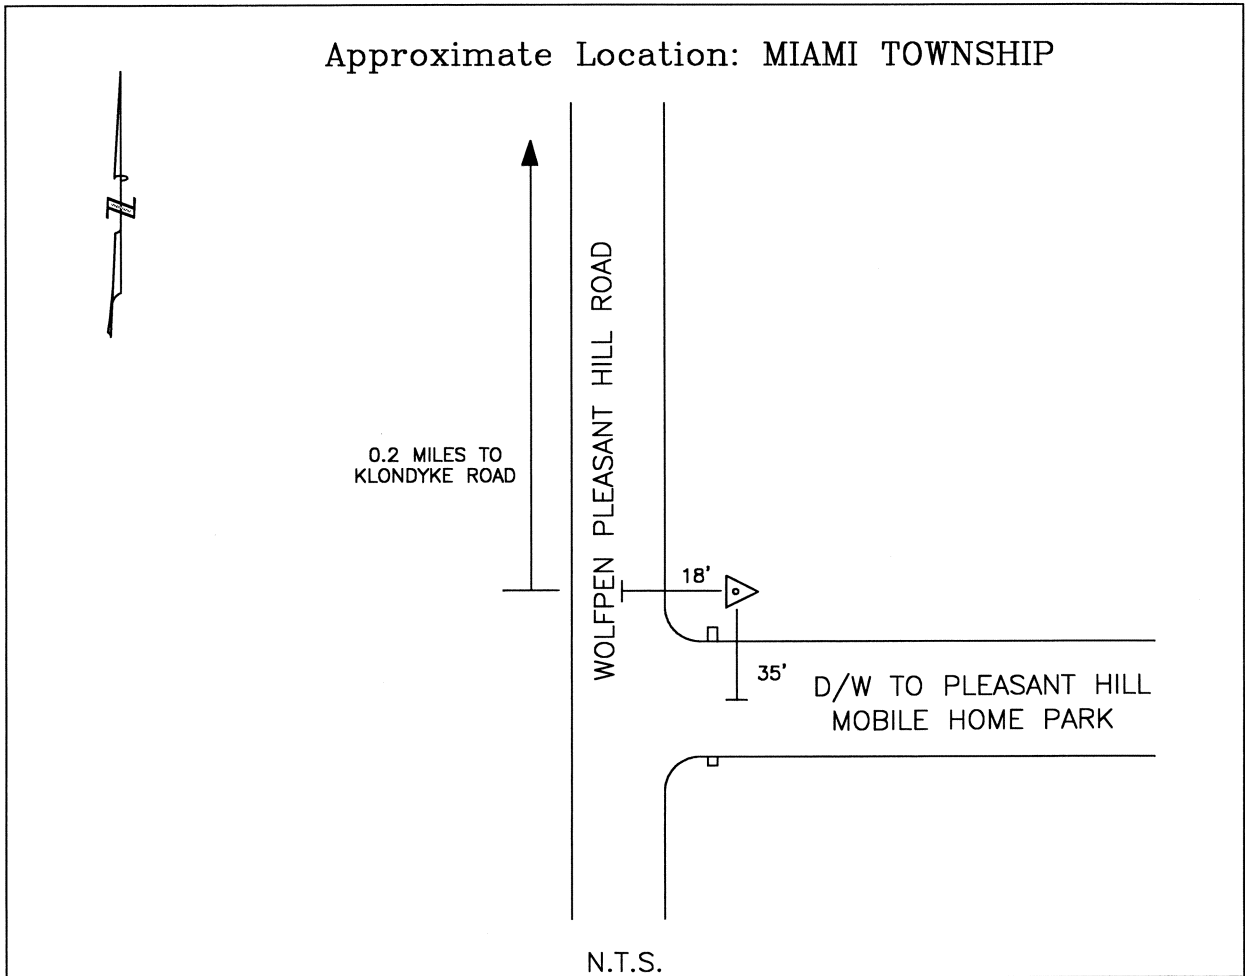 Approximate Location: MIAMI TOWNSHIP
N
WOLFPEN PLEASANT HILL ROAD
0.2 MILES TO
KLONDYKE ROAD
18'
35'
D/W TO PLEASANT HILL
MOBILE HOME PARK
N.T.S.